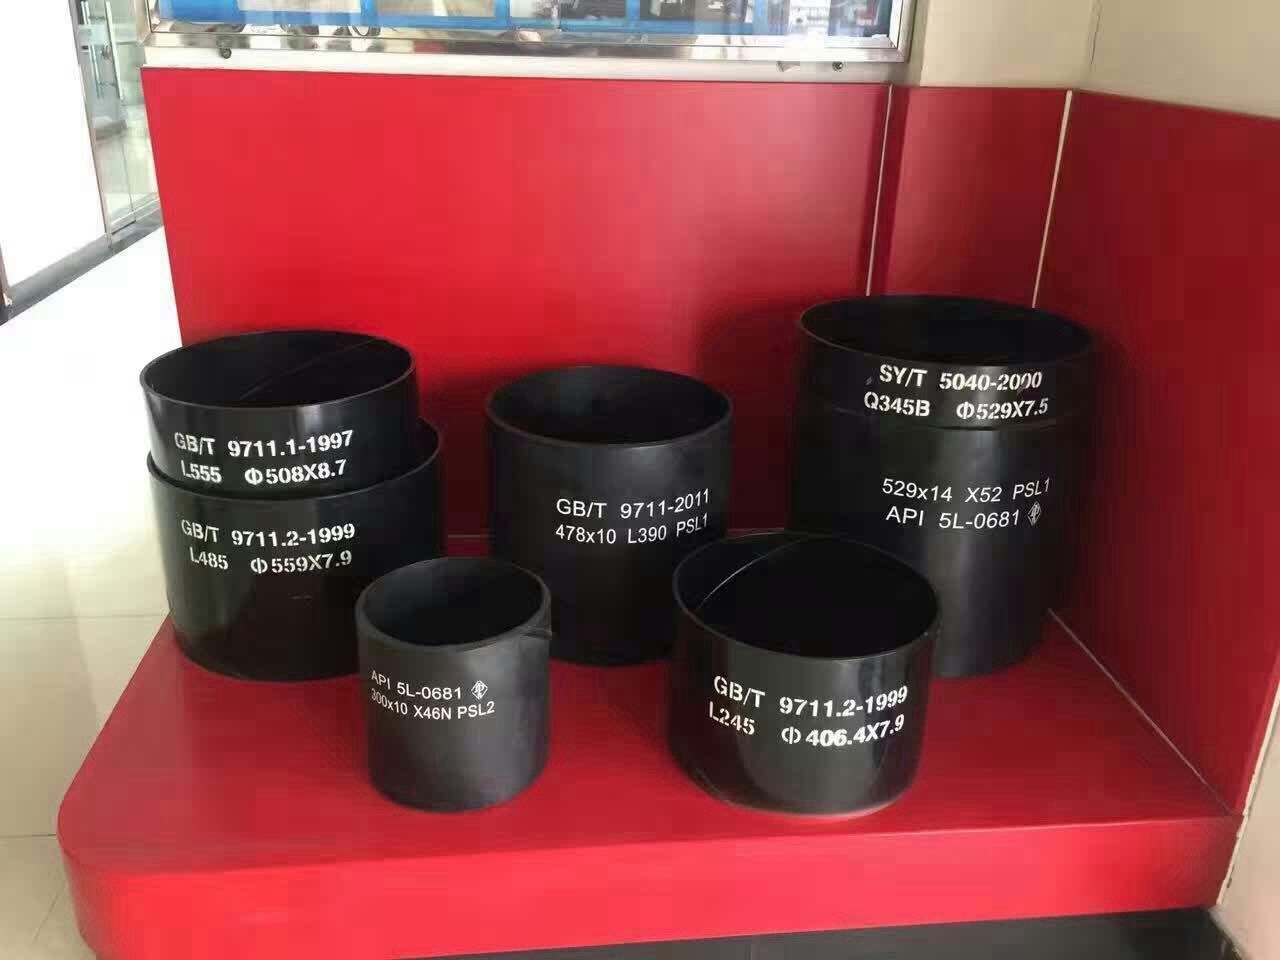 GB/T 9711.1-1997
L555 Φ508X8.7
GB/T 9711.2-1999
L485 Φ559X7.9
API 5L-0681
300x10 X46N PSL2
GB/T 9711-2011
478x10 L390 PSL1
GB/T 9711.2-1999
L245 Φ406.4X7.9
SY/T 5040-2000
Q345B Φ529X7.5
529x14 X52 PSL1
API 5L-0681